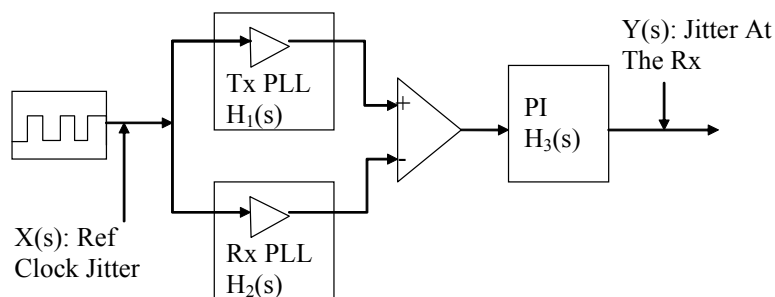 Tx PLL
H₁(s)
Y(s): Jitter At
The Rx
+
-
PI
H₃(s)
X(s): Ref
Clock Jitter
Rx PLL
H₂(s)